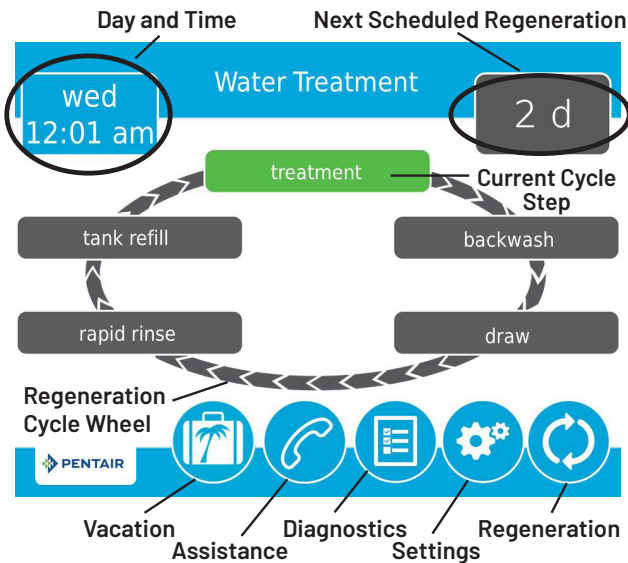 Day and Time
Next Scheduled Regeneration
Water Treatment
wed
12:01 am
2 d
treatment
Current Cycle
Step
tank refill
backwash
rapid rinse
draw
Regeneration
Cycle Wheel
PENTAIR
Vacation
Assistance
Diagnostics
Settings
Regeneration